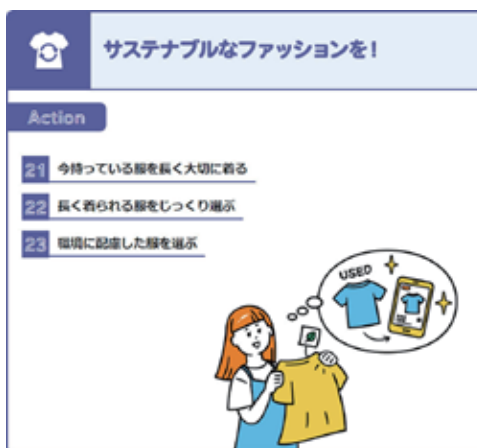 サステナブルなファッションを!
Action
21 今持っている服を長く大切に着る
22 長く着られる服をじっくり選ぶ
23 環境に配慮した服を選ぶ
USED